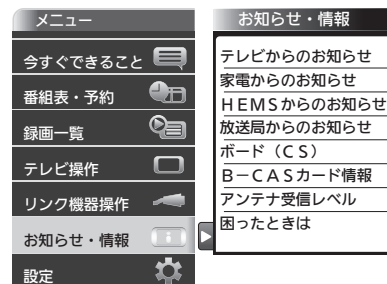 メニュー
今すぐできること
番組表・予約
録画一覧
テレビ操作
リンク機器操作
お知らせ・情報
設定
お知らせ・情報
テレビからのお知らせ
家電からのお知らせ
ＨＥＭＳからのお知らせ
放送局からのお知らせ
ボード（ＣＳ）
Ｂ－ＣＡＳカード情報
アンテナ受信レベル
困ったときは